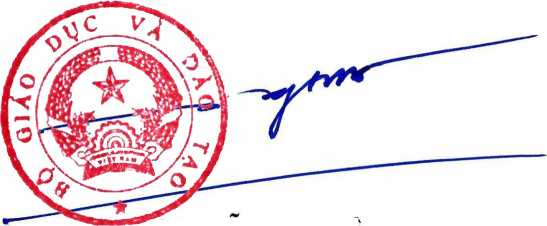 BỘ GIÁO DỤC VÀ ĐÀO TẠO
VIỆT NAM